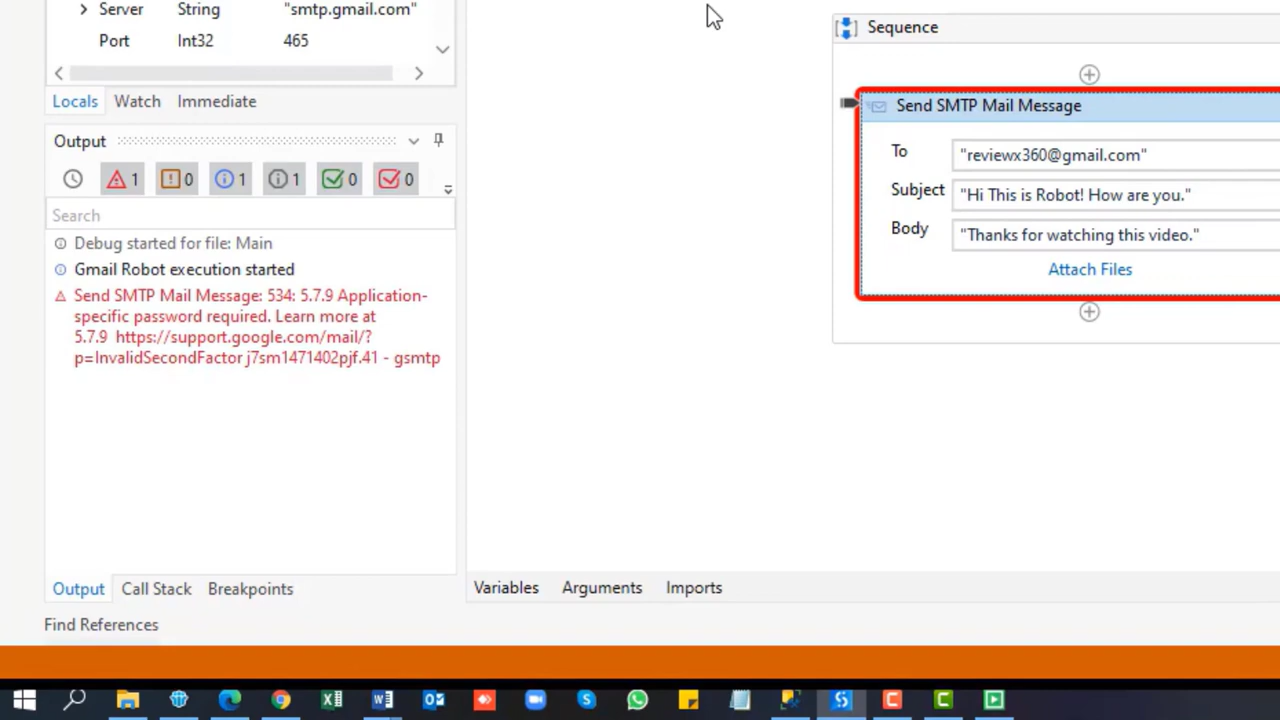 Server String "smtp.gmail.com"
Port Int32 465
Locals Watch Immediate
Output
1 0 1 1 0 0
Search
Debug started for file: Main
Gmail Robot execution started
Send SMTP Mail Message: 534: 5.7.9 Application-
specific password required. Learn more at
5.7.9 https://support.google.com/mail/?
p=InvalidSecondFactor j7sm1471402pjf.41 - gsmtp
Output Call Stack Breakpoints
Find References
Sequence
Send SMTP Mail Message
To "reviewx360@gmail.com"
Subject "Hi This is Robot! How are you."
Body "Thanks for watching this video."
Attach Files
Variables Arguments Imports